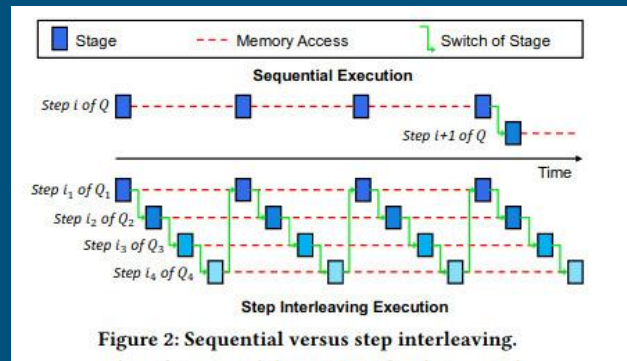 Stage Memory Access Switch of Stage
Sequential Execution
Step i of Q
Step i+1 of Q
Time
Step i₁ of Q₁
Step i₂ of Q₂
Step i₃ of Q₃
Step i₄ of Q₄
Step Interleaving Execution
Figure 2: Sequential versus step interleaving.